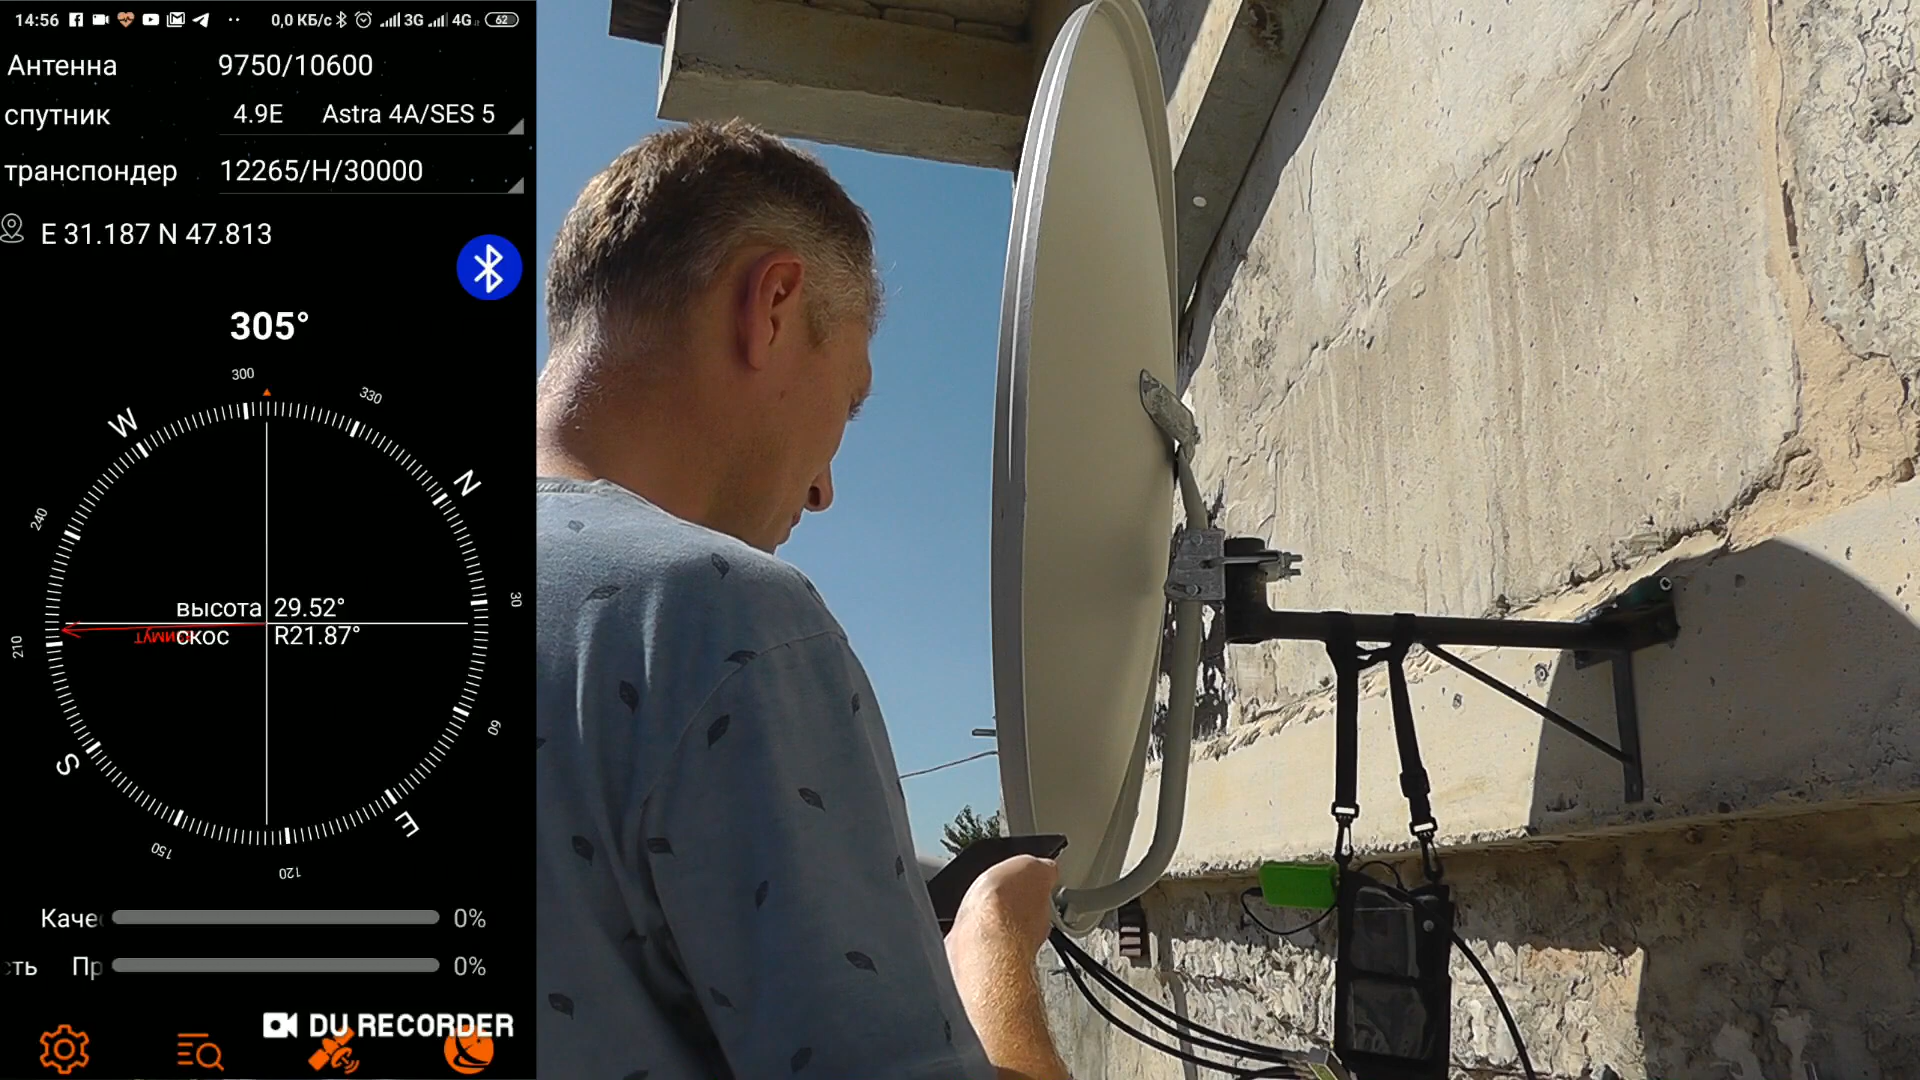 14:56 0,0 КБ/с 3G 4G 62
Антенна 9750/10600
спутник 4.9E Astra 4A/SES 5
транспондер 12265/H/30000
E 31.187 N 47.813
305°
300
330
W
N
240
30
высота 29.52°
азимут
скос R21.87°
210
60
S
E
150
120
Каче 0%
сть Пр 0%
DU RECORDER